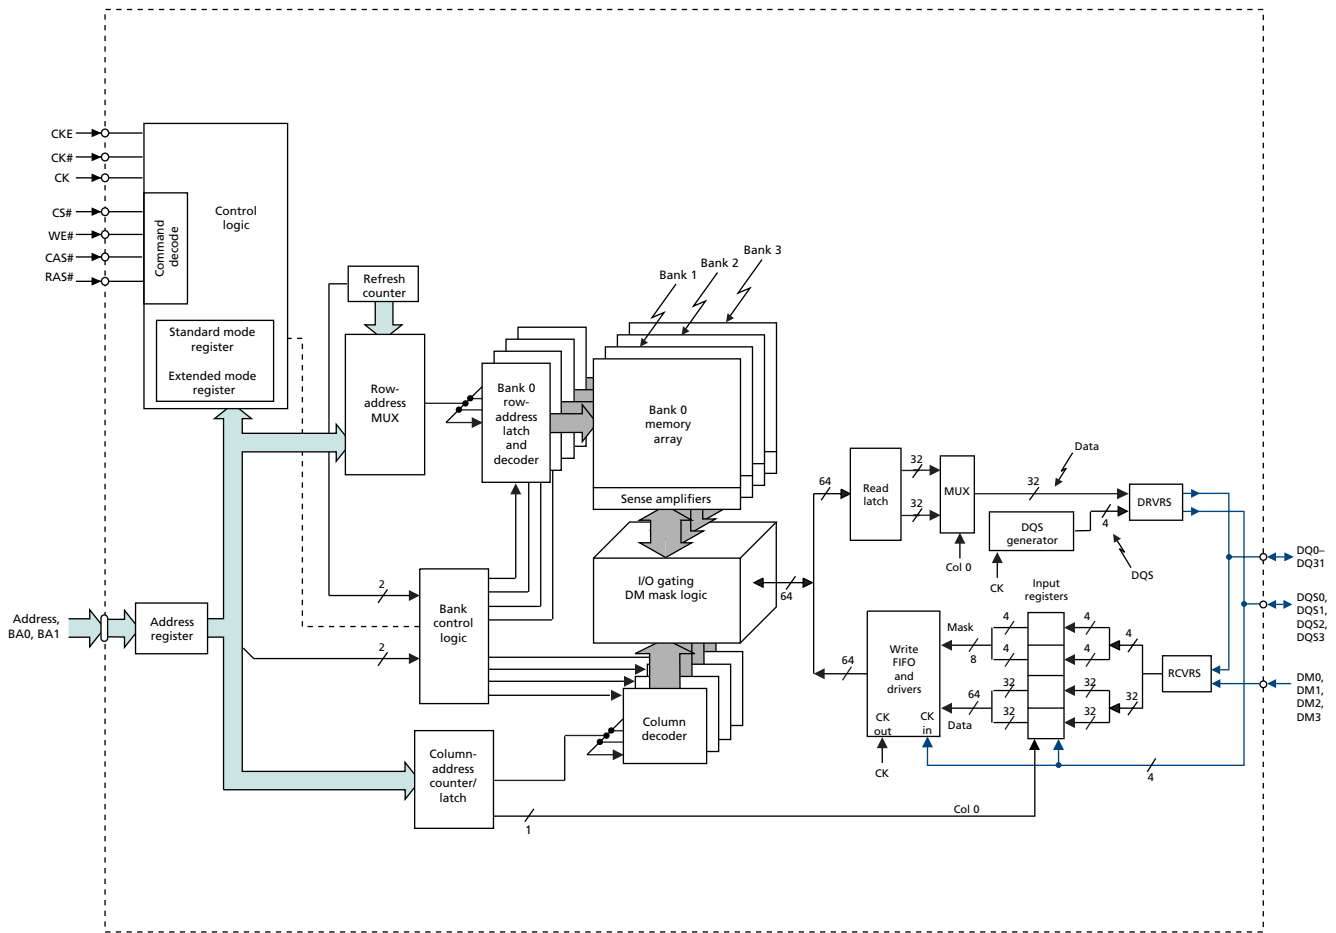 CKE
CK#
CK
CS#
WE#
CAS#
RAS#
Command
decode
Control
logic
Standard mode
register
Extended mode
register
Refresh
counter
Row-
address
MUX
Bank 0
row-
address
latch
and
decoder
Bank 1
Bank 2
Bank 3
Bank 0
memory
array
Sense amplifiers
I/O gating
DM mask logic
Address,
BA0, BA1
Address
register
2
2
Bank
control
logic
Column
decoder
Column-
address
counter/
latch
1
Col 0
64
64
64
Read
latch
32
32
MUX
Col 0
32
Data
DQS
generator
CK
4
DQS
DRVRS
DQ0–
DQ31
DQS0,
DQS1,
DQS2,
DQS3
DM0,
DM1,
DM2,
DM3
RCVRS
Input
registers
Write
FIFO
and
drivers
CK
out
CK
in
CK
Mask
8
64
Data
4
4
32
32
4
4
32
32
4
32
4